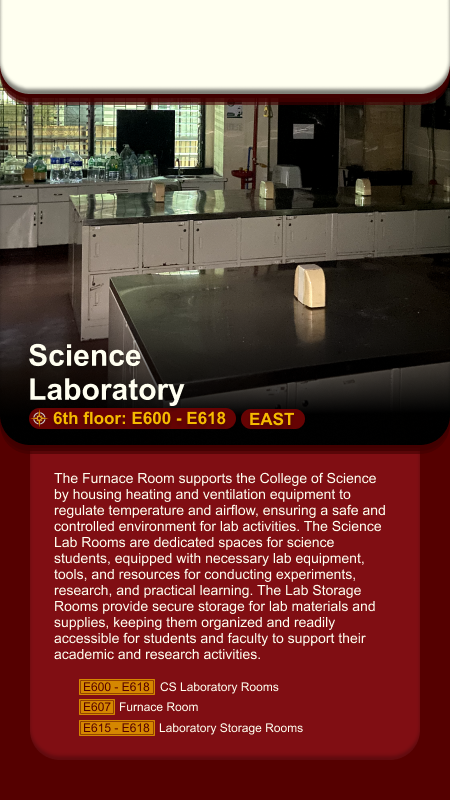 Science
Laboratory
6th floor: E600 - E618 EAST
The Furnace Room supports the College of Science
by housing heating and ventilation equipment to
regulate temperature and airflow, ensuring a safe and
controlled environment for lab activities. The Science
Lab Rooms are dedicated spaces for science
students, equipped with necessary lab equipment,
tools, and resources for conducting experiments,
research, and practical learning. The Lab Storage
Rooms provide secure storage for lab materials and
supplies, keeping them organized and readily
accessible for students and faculty to support their
academic and research activities.
E600 - E618 CS Laboratory Rooms
E607 Furnace Room
E615 - E618 Laboratory Storage Rooms